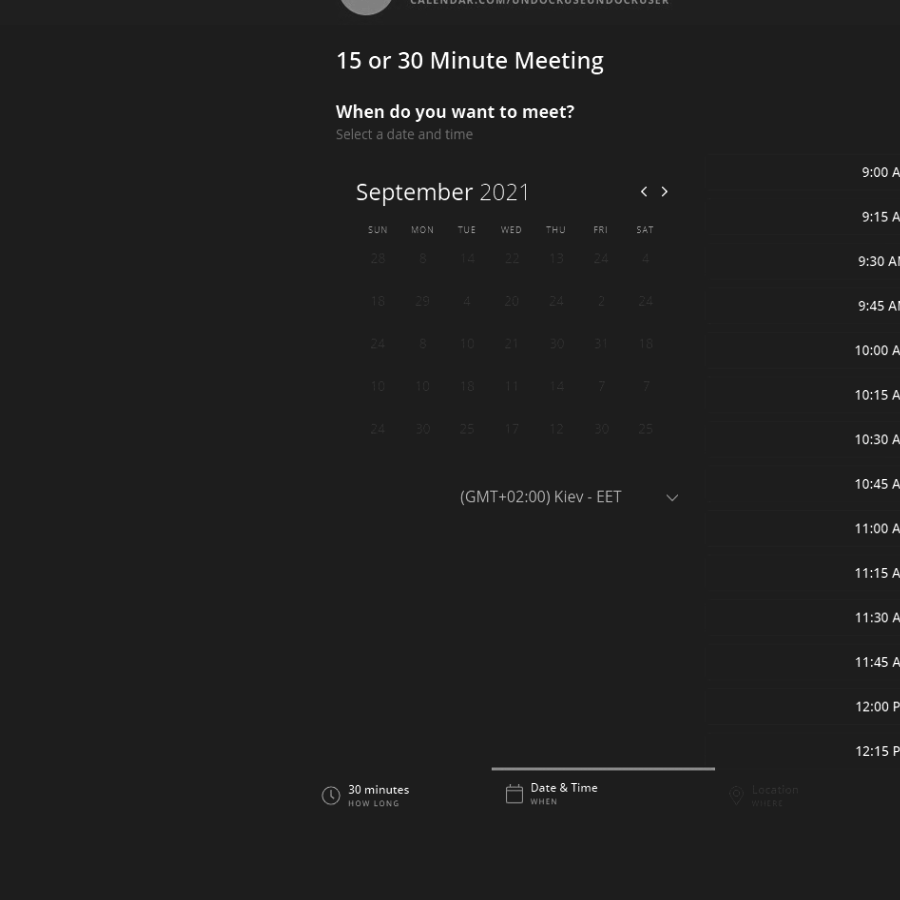 CALENDAR.COM/UNDOCKUSEUNDOCKUSER
15 or 30 Minute Meeting
When do you want to meet?
Select a date and time
September 2021
SUN MON TUE WED THU FRI SAT
28 8 14 22 13 24 4
18 29 4 20 24 2 24
24 8 10 21 30 31 18
10 10 18 11 14 7 7
24 30 25 17 12 30 25
(GMT+02:00) Kiev - EET
9:00 A
9:15 A
9:30 A
9:45 A
10:00 A
10:15 A
10:30 A
10:45 A
11:00 A
11:15 A
11:30 A
11:45 A
12:00 P
12:15 P
30 minutes
HOW LONG
Date & Time
WHEN
Location
WHERE